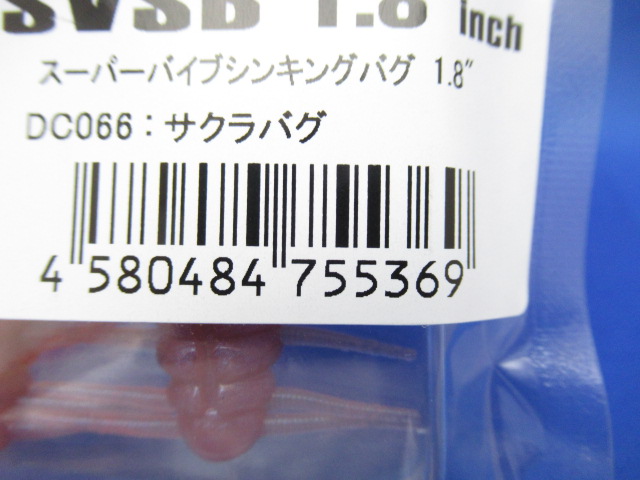 SVSB 1.8 inch
スーパーバイブシンキングバグ 1.8"
DC066：サクラバグ
4 580484 755369